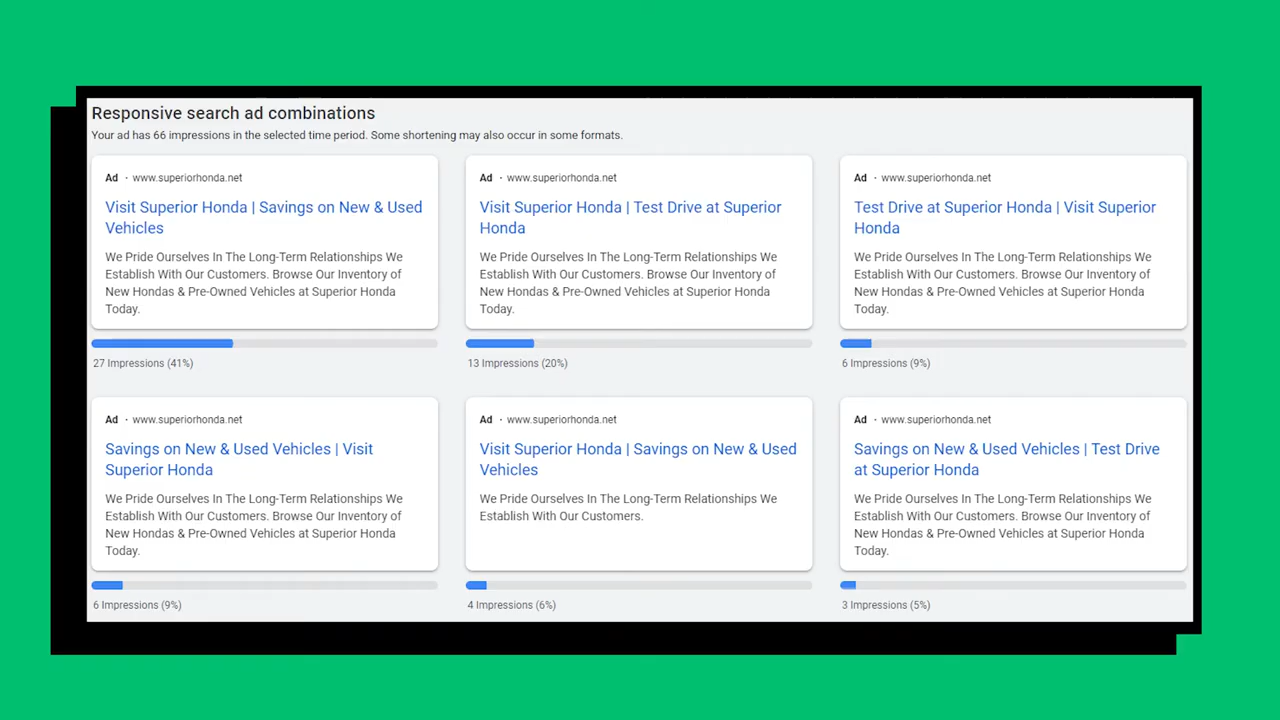 Responsive search ad combinations
Your ad has 66 impressions in the selected time period. Some shortening may also occur in some formats.
Ad · www.superiorhonda.net
Visit Superior Honda | Savings on New & Used
Vehicles
We Pride Ourselves In The Long-Term Relationships We
Establish With Our Customers. Browse Our Inventory of
New Hondas & Pre-Owned Vehicles at Superior Honda
Today.
27 Impressions (41%)
Ad · www.superiorhonda.net
Visit Superior Honda | Test Drive at Superior
Honda
We Pride Ourselves In The Long-Term Relationships We
Establish With Our Customers. Browse Our Inventory of
New Hondas & Pre-Owned Vehicles at Superior Honda
Today.
13 Impressions (20%)
Ad · www.superiorhonda.net
Test Drive at Superior Honda | Visit Superior
Honda
We Pride Ourselves In The Long-Term Relationships We
Establish With Our Customers. Browse Our Inventory of
New Hondas & Pre-Owned Vehicles at Superior Honda
Today.
6 Impressions (9%)
Ad · www.superiorhonda.net
Savings on New & Used Vehicles | Visit
Superior Honda
We Pride Ourselves In The Long-Term Relationships We
Establish With Our Customers. Browse Our Inventory of
New Hondas & Pre-Owned Vehicles at Superior Honda
Today.
6 Impressions (9%)
Ad · www.superiorhonda.net
Visit Superior Honda | Savings on New & Used
Vehicles
We Pride Ourselves In The Long-Term Relationships We
Establish With Our Customers.
4 Impressions (6%)
Ad · www.superiorhonda.net
Savings on New & Used Vehicles | Test Drive
at Superior Honda
We Pride Ourselves In The Long-Term Relationships We
Establish With Our Customers. Browse Our Inventory of
New Hondas & Pre-Owned Vehicles at Superior Honda
Today.
3 Impressions (5%)